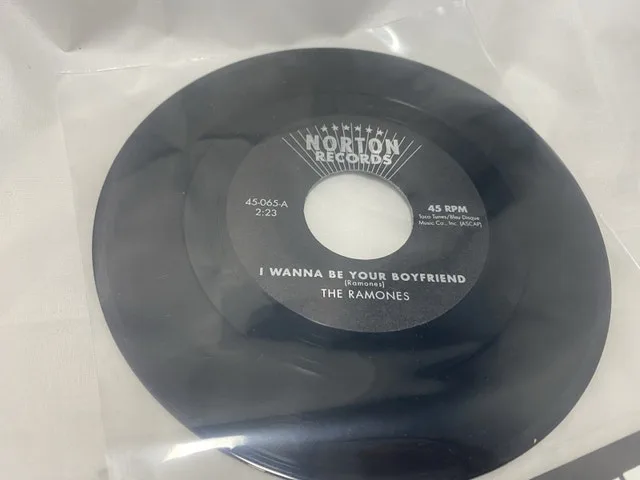 NORTON
RECORDS
45-065-A
2:23
45 RPM
Taco Tunes/Bleu Disque
Music Co., Inc. (ASCAP)
I WANNA BE YOUR BOYFRIEND
(Ramones)
THE RAMONES